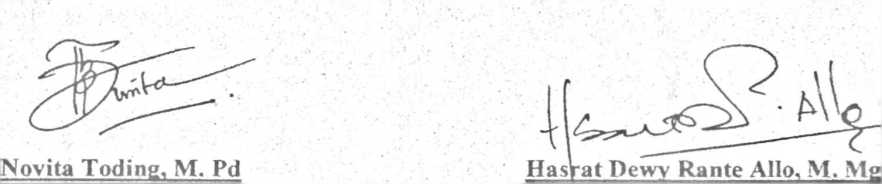 Novita Toding, M. Pd
Hasrat Dewy Rante Allo, M. Mg